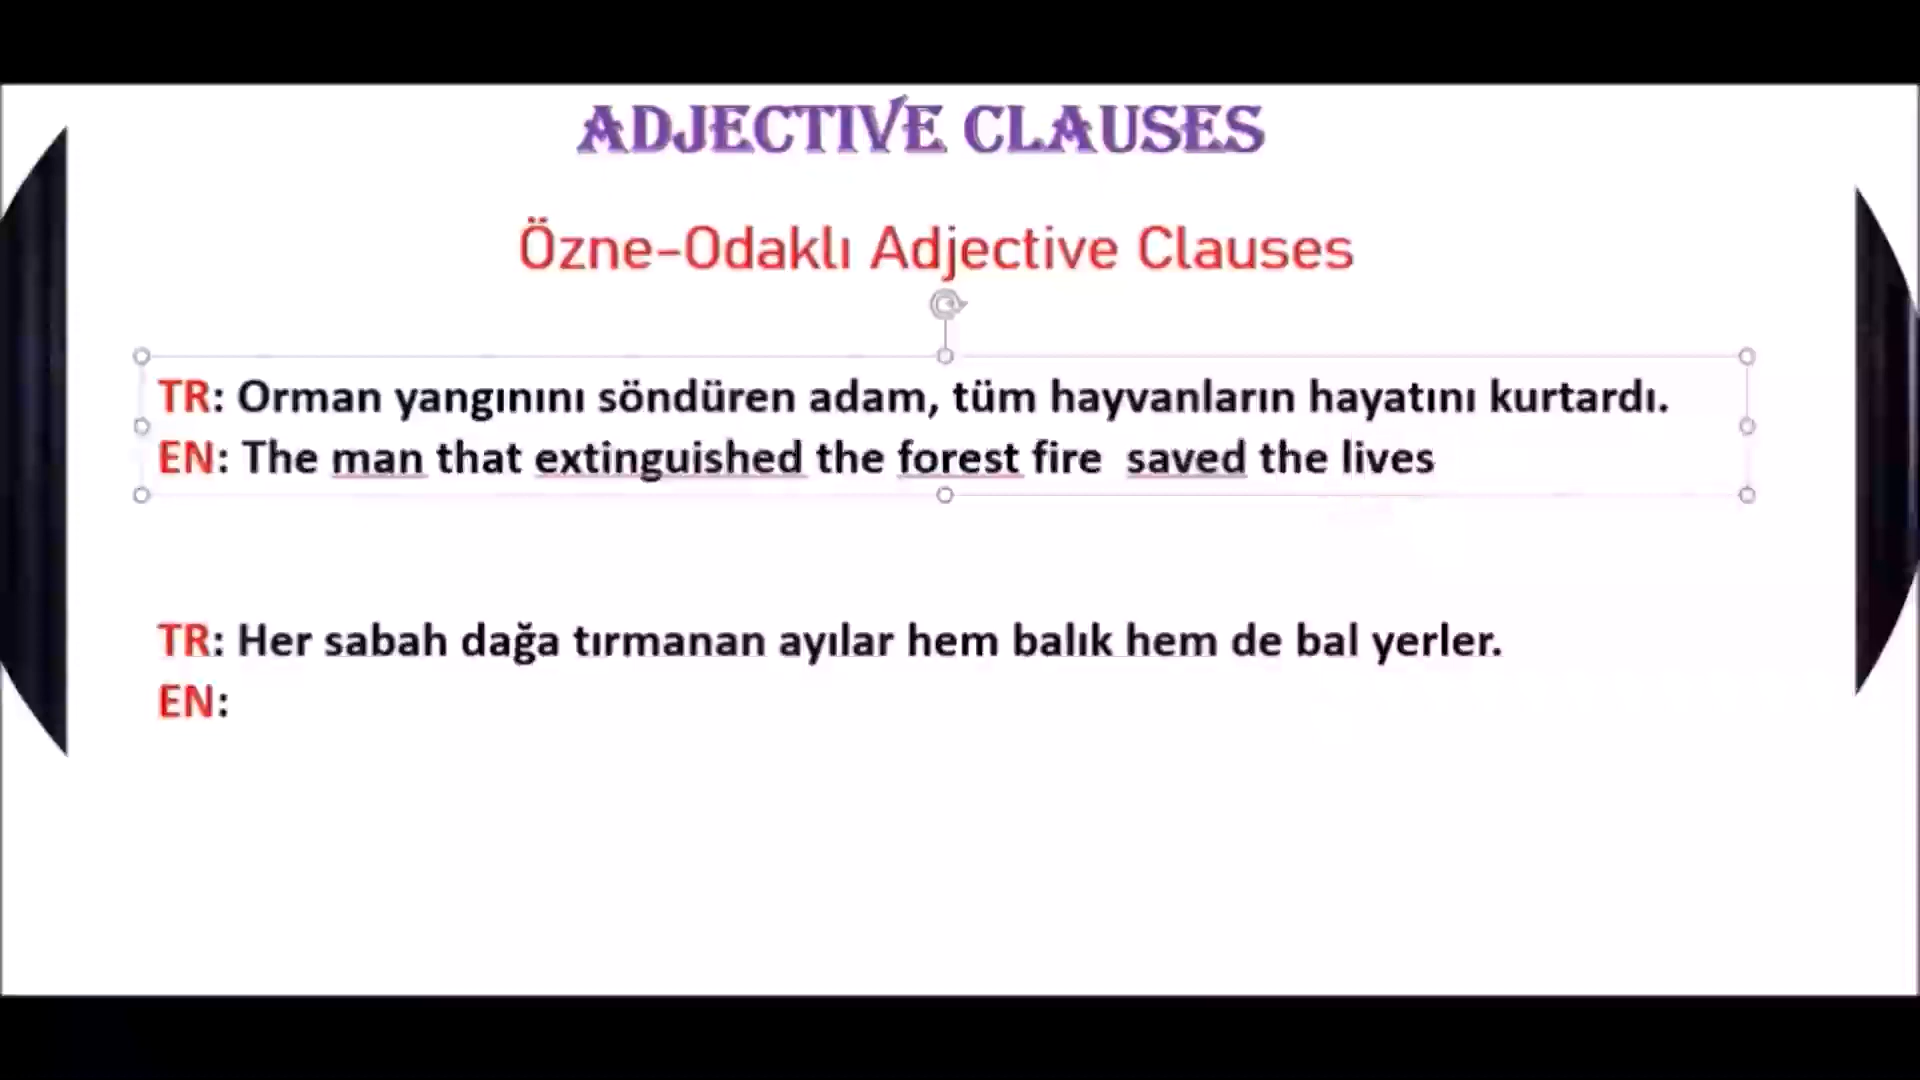 ADJECTIVE CLAUSES
Özne-Odaklı Adjective Clauses
TR: Orman yangınını söndüren adam, tüm hayvanların hayatını kurtardı.
EN: The man that extinguished the forest fire saved the lives
TR: Her sabah dağa tırmanan ayılar hem balık hem de bal yerler.
EN: